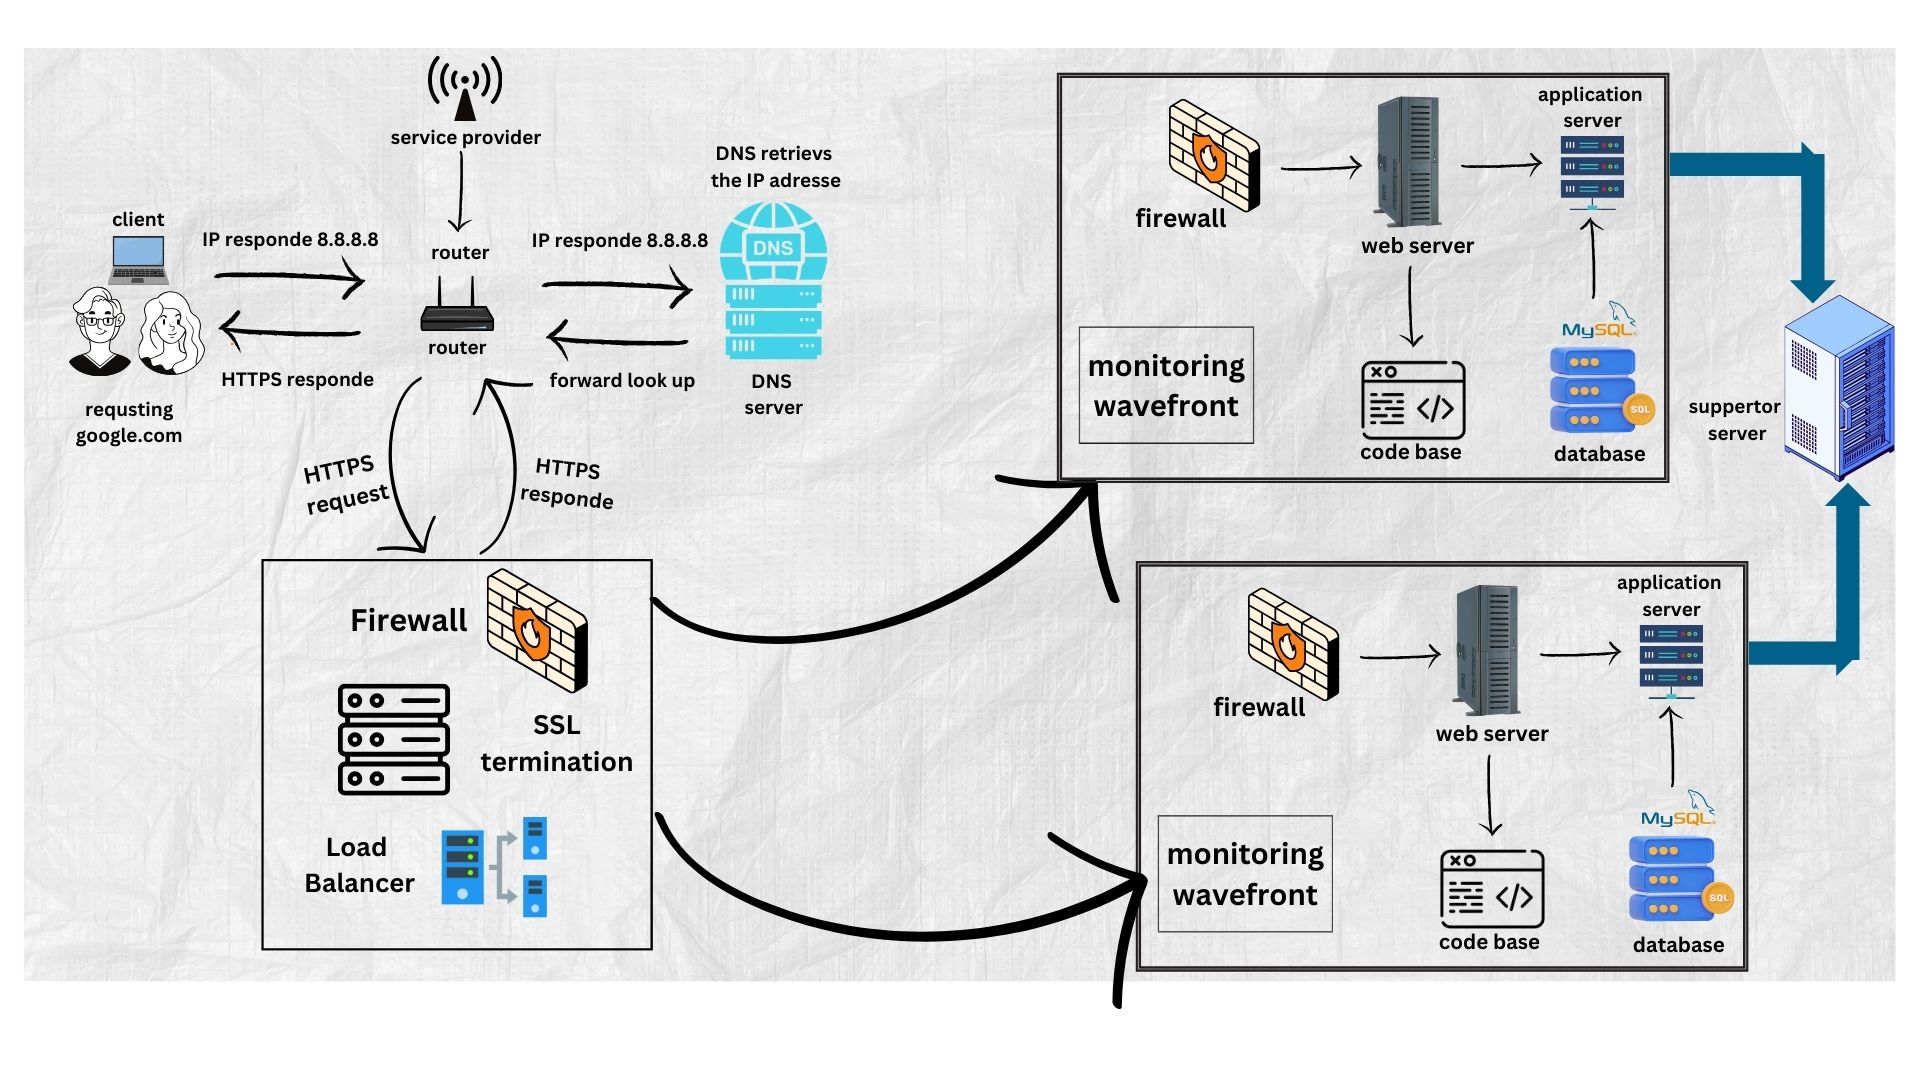 service provider
DNS retrievs
the IP adresse
client
IP responde 8.8.8.8
router
IP responde 8.8.8.8
DNS
router
HTTPS responde
forward look up
DNS
server
requsting
google.com
HTTPS
request
HTTPS
responde
Firewall
SSL
termination
Load
Balancer
application
server
firewall
web server
MySQL
monitoring
wavefront
XO
</>
SQL
code base
database
suppertor
server
application
server
firewall
web server
MySQL
monitoring
wavefront
XO
</>
SQL
code base
database